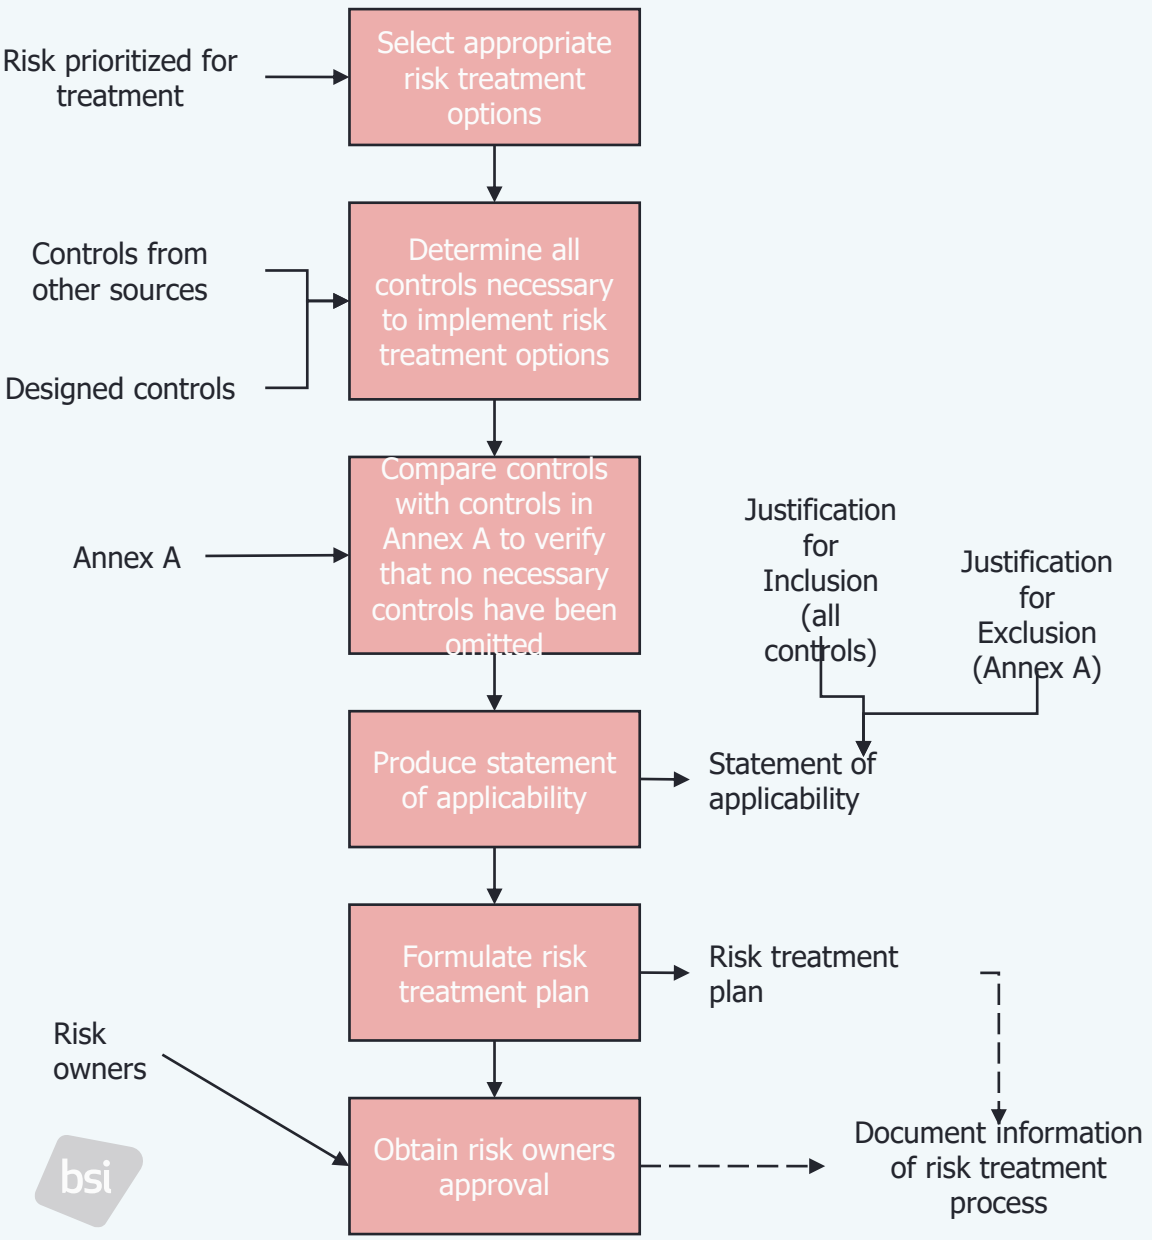 Risk prioritized for
treatment
Select appropriate
risk treatment
options
Controls from
other sources
Designed controls
Determine all
controls necessary
to implement risk
treatment options
Annex A
Compare controls
with controls in
Annex A to verify
that no necessary
controls have been
omitted
Justification
for
Inclusion
(all
controls)
Justification
for
Exclusion
(Annex A)
Produce statement
of applicability
Statement of
applicability
Formulate risk
treatment plan
Risk treatment
plan
Risk
owners
Obtain risk owners
approval
Document information
of risk treatment
process
bsi